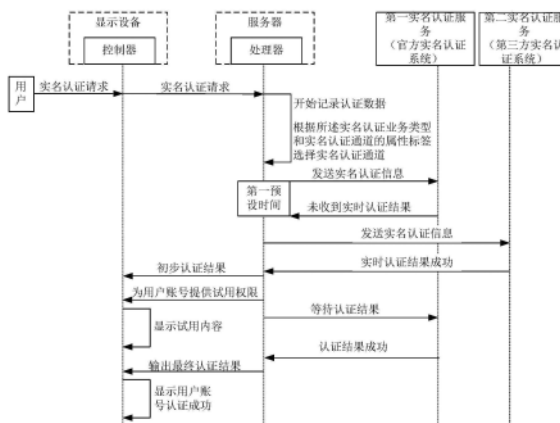 显示设备
控制器
服务器
处理器
第一实名认证服
务
（官方实名认证
系统）
第二实名认证服
务
（第三方实名认
证系统）
用
户
实名认证请求
实名认证请求
开始记录认证数据
根据所述实名认证业务类型
和实名认证通道的属性标签
选择实名认证通道
发送实名认证信息
第一预
设时间
未收到实时认证结果
发送实名认证信息
实时认证结果成功
初步认证结果
为用户账号提供试用权限
等待认证结果
显示试用内容
认证结果成功
输出最终认证结果
显示用户账
号认证成功